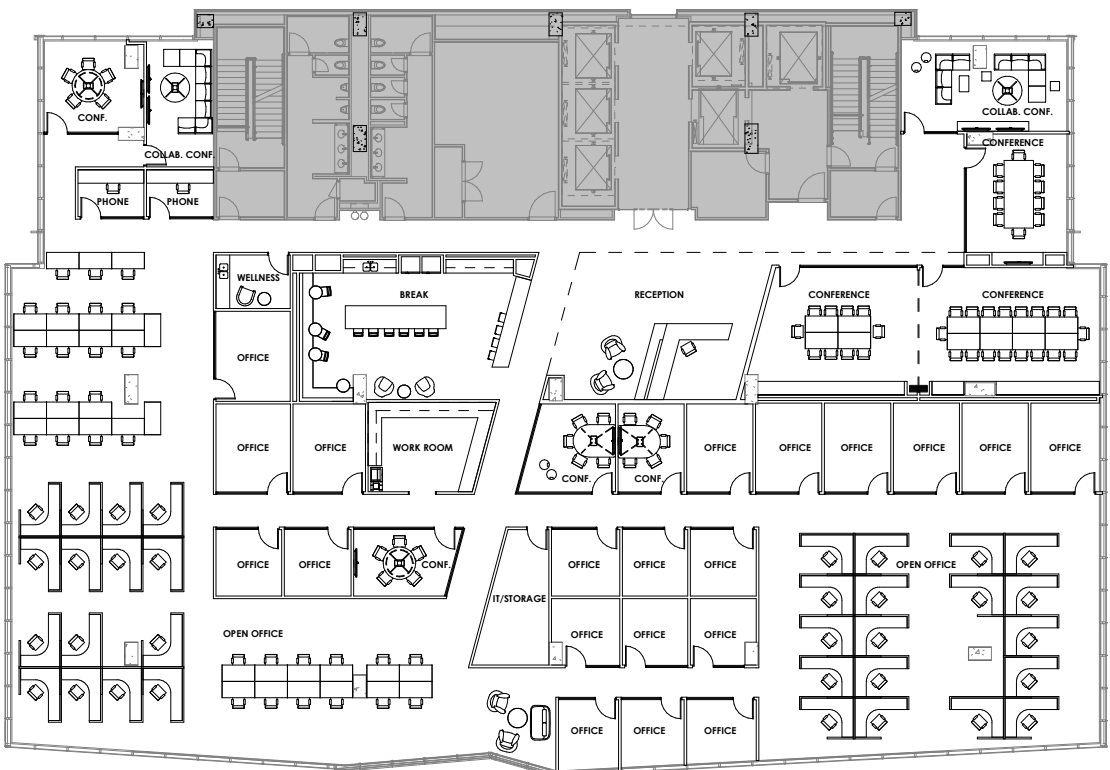 CONF.
COLLAB. CONF.
COLLAB. CONF.
CONFERENCE
PHONE
PHONE
WELLNESS
BREAK
RECEPTION
CONFERENCE
CONFERENCE
OFFICE
OFFICE
OFFICE
WORK ROOM
CONF.
CONF.
OFFICE
OFFICE
OFFICE
OFFICE
OFFICE
OFFICE
OFFICE
OFFICE
CONF.
IT/STORAGE
OFFICE
OFFICE
OFFICE
OPEN OFFICE
OPEN OFFICE
OFFICE
OFFICE
OFFICE
OFFICE
OFFICE
OFFICE